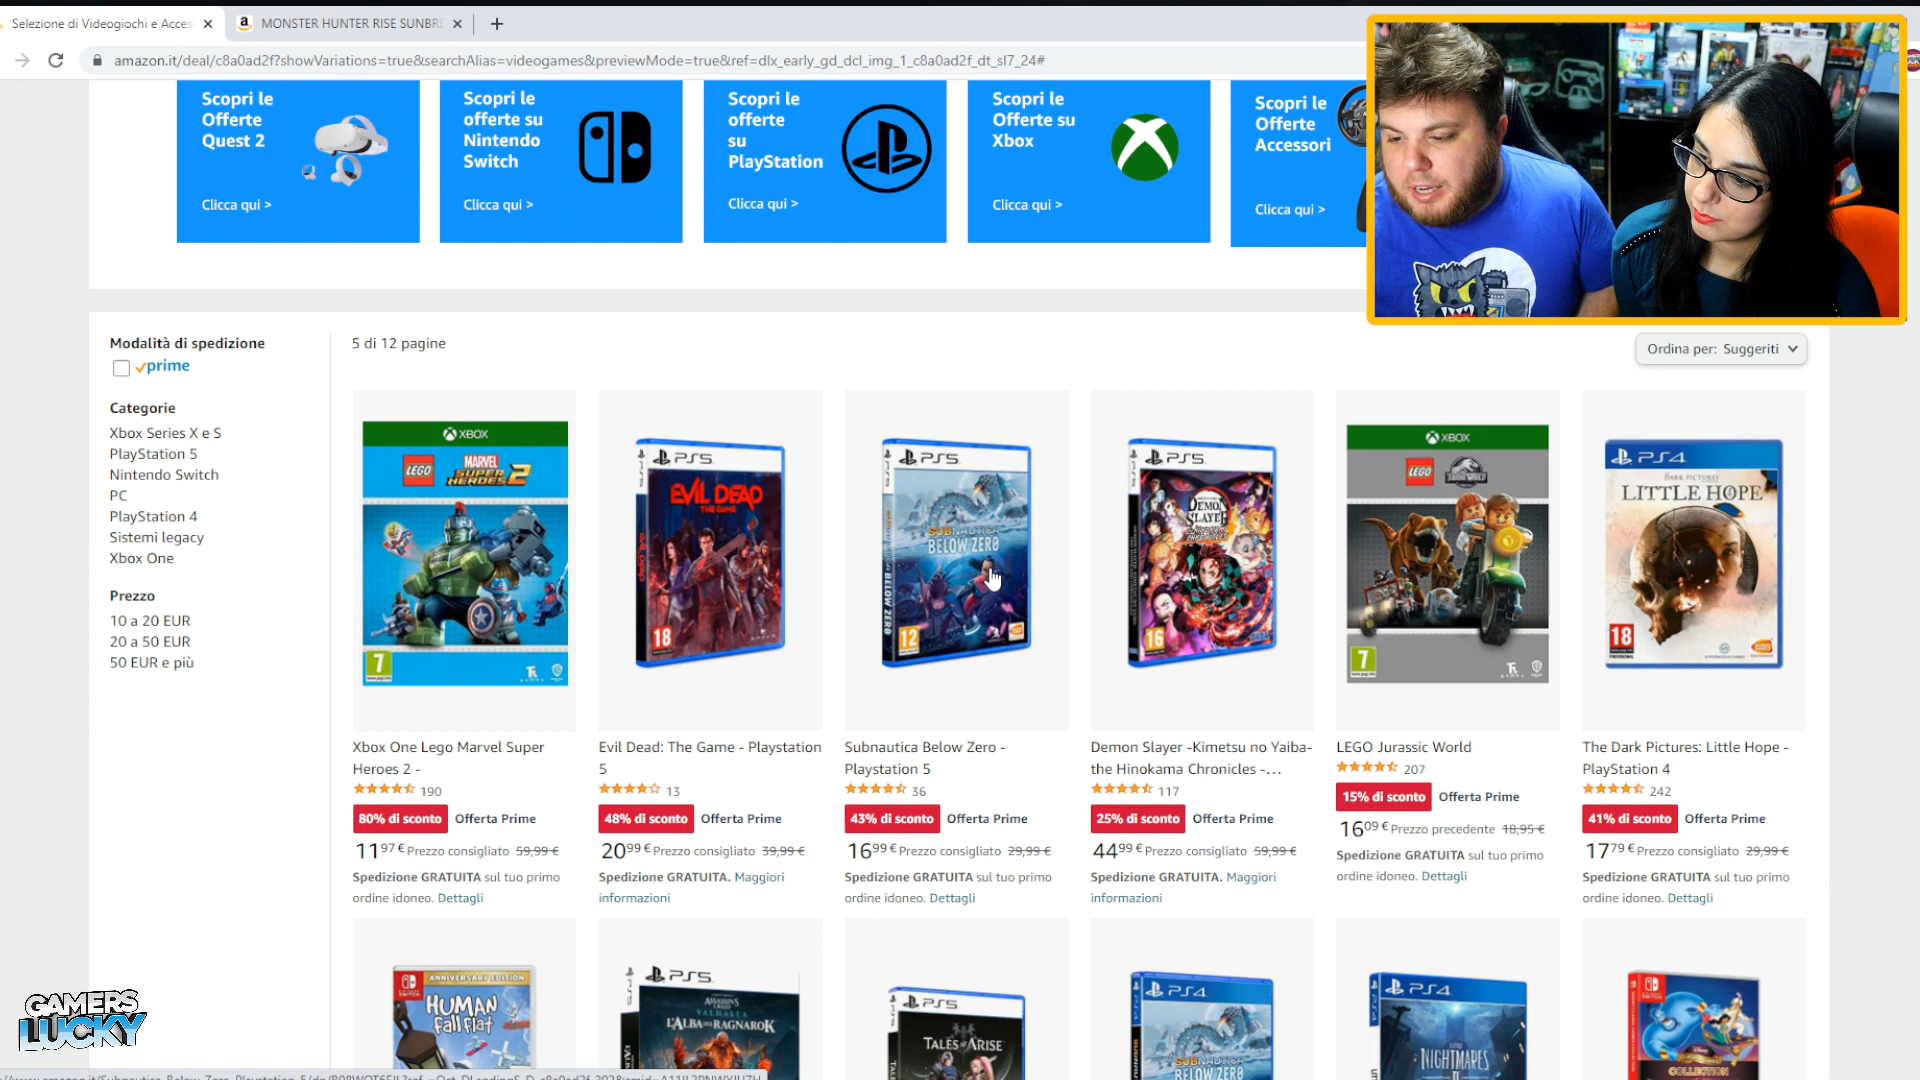 Selezione di Videogiochi e Acces
MONSTER HUNTER RISE SUNBRE
amazon.it/deal/c8a0ad2f?showVariations=true&searchAlias=videogames&previewMode=true&ref=dlx_early_gd_dcl_img_1_c8a0ad2f_dt_sl7_24#
Scopri le
Offerte
Quest 2
Clicca qui >
Scopri le
offerte su
Nintendo
Switch
Clicca qui >
Scopri le
offerte
su
PlayStation
Clicca qui >
Scopri le
Offerte su
Xbox
Clicca qui >
Scopri le
Offerte
Accessori
Clicca qui >
Modalità di spedizione
prime
Categorie
Xbox Series X e S
PlayStation 5
Nintendo Switch
PC
PlayStation 4
Sistemi legacy
Xbox One
Prezzo
10 a 20 EUR
20 a 50 EUR
50 EUR e più
5 di 12 pagine
Ordina per: Suggeriti
XBOX
LEGO
MARVEL
SUPER HEROES 2
7
Xbox One Lego Marvel Super
Heroes 2 -
190
80% di sconto Offerta Prime
11 97 € Prezzo consigliato 59,99 €
Spedizione GRATUITA sul tuo primo
ordine idoneo. Dettagli
PS5
EVIL DEAD
THE GAME
18
Evil Dead: The Game - Playstation
5
13
48% di sconto Offerta Prime
20 99 € Prezzo consigliato 39,99 €
Spedizione GRATUITA. Maggiori
informazioni
PS5
SUBNAUTICA
BELOW ZERO
BELOW ZERO
12
Subnautica Below Zero -
Playstation 5
36
43% di sconto Offerta Prime
16 99 € Prezzo consigliato 29,99 €
Spedizione GRATUITA sul tuo primo
ordine idoneo. Dettagli
PS5
DEMON
SLAYER
16
Demon Slayer -Kimetsu no Yaiba-
the Hinokama Chronicles -...
117
25% di sconto Offerta Prime
44 99 € Prezzo consigliato 59,99 €
Spedizione GRATUITA. Maggiori
informazioni
XBOX
LEGO
7
LEGO Jurassic World
207
15% di sconto Offerta Prime
16 09 € Prezzo precedente 18,95 €
Spedizione GRATUITA sul tuo primo
ordine idoneo. Dettagli
PS4
DARK PICTURES
LITTLE HOPE
18
The Dark Pictures: Little Hope -
PlayStation 4
242
41% di sconto Offerta Prime
17 79 € Prezzo consigliato 29,99 €
Spedizione GRATUITA sul tuo primo
ordine idoneo. Dettagli
ANNIVERSARY EDITION
HUMAN
fall flat
PS5
ASSASSIN'S
CREED
VALHALLA
L'ALBA DEL RAGNARÖK
PS5
TALES of ARISE
PS4
SUBNAUTICA
BELOW ZERO
PS4
LITTLE
NIGHTMARES
II
COLLECTION
GAMERS
LUCKY